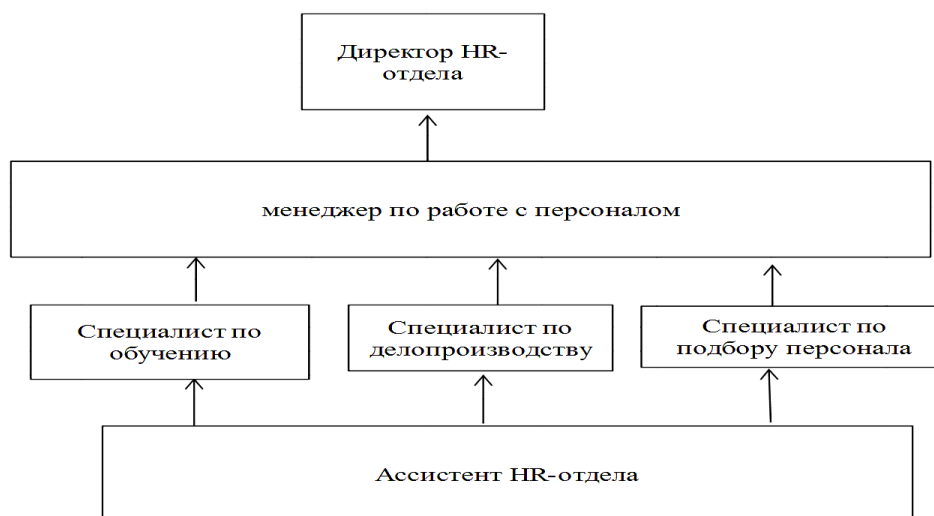 Директор HR-
отдела
менеджер по работе с персоналом
Специалист по
обучению
Специалист по
делопроизводству
Специалист по
подбору персонала
Ассистент HR-отдела